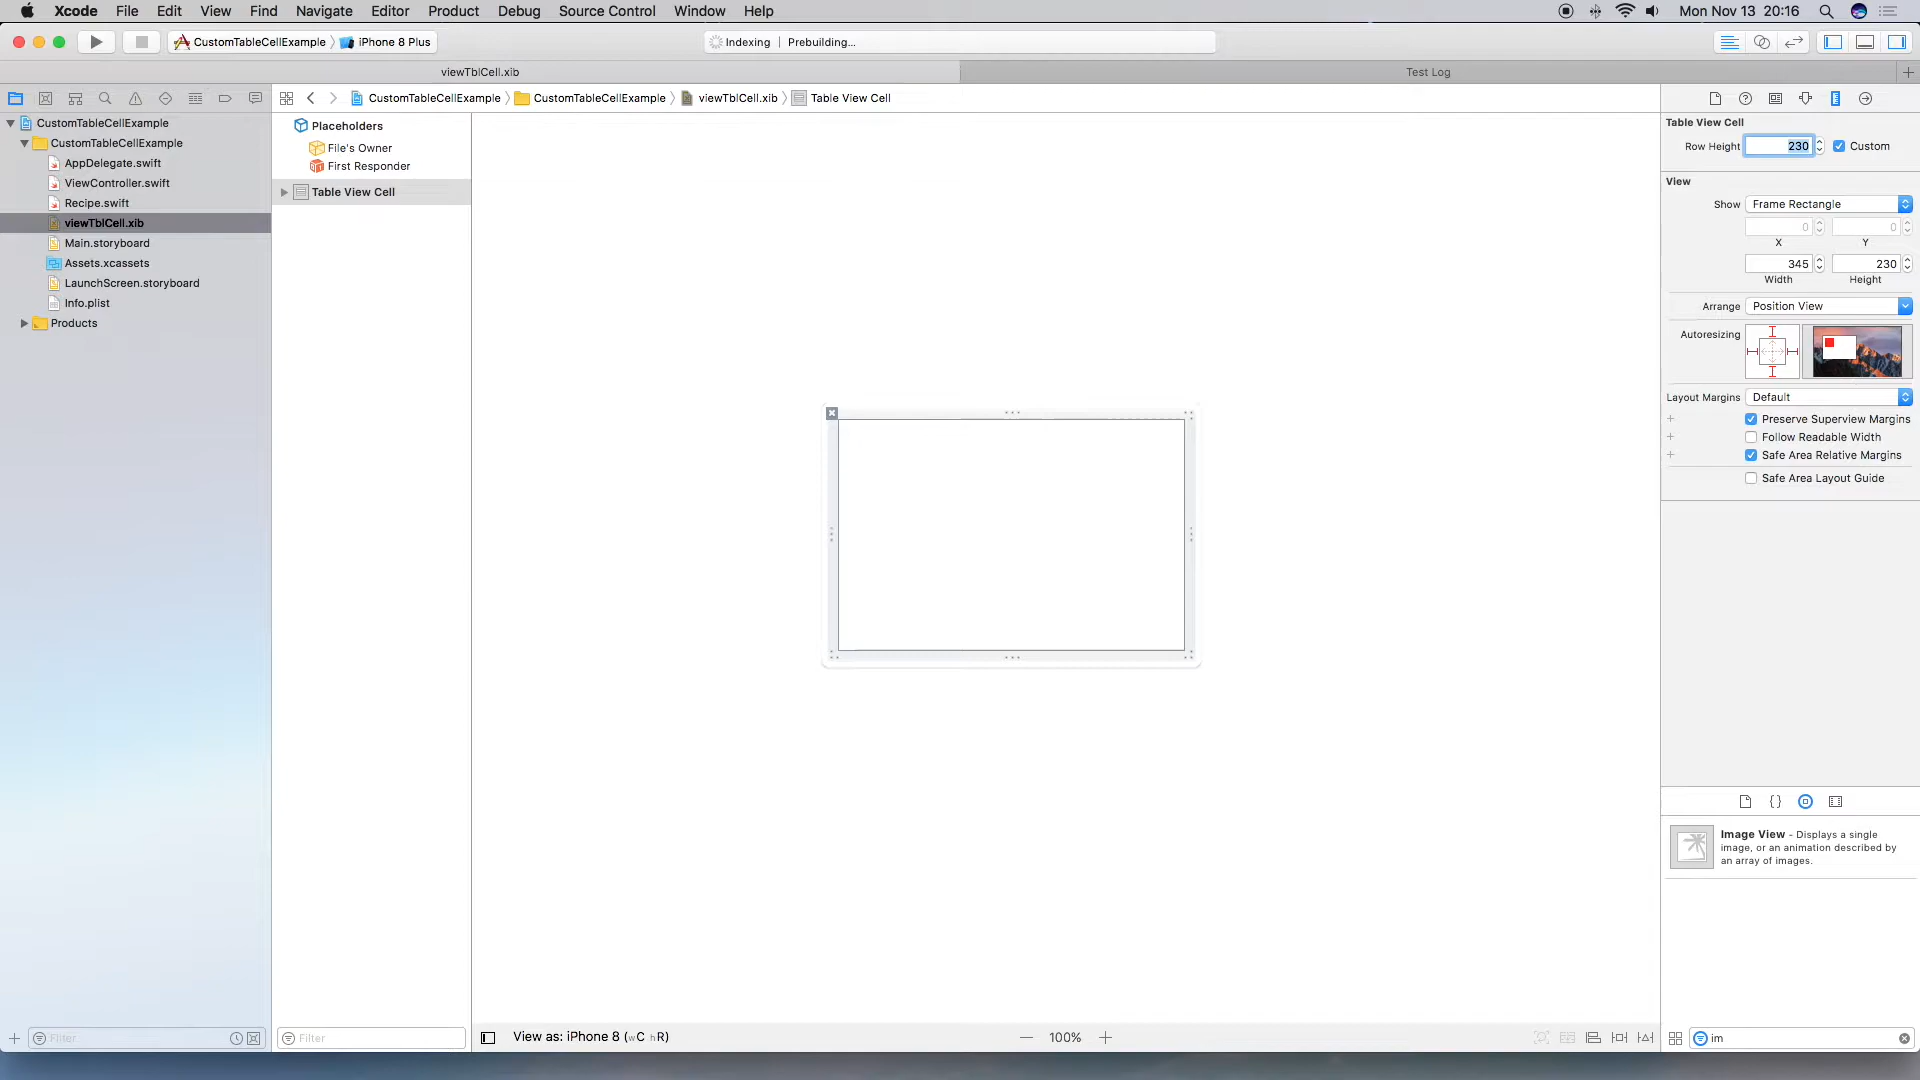 Xcode File Edit View Find Navigate Editor Product Debug Source Control Window Help Mon Nov 13 20:16
CustomTableCellExample iPhone 8 Plus Indexing Prebuilding...
viewTblCell.xib Test Log
CustomTableCellExample CustomTableCellExample viewTblCell.xib Table View Cell
CustomTableCellExample
CustomTableCellExample
AppDelegate.swift
ViewController.swift
Recipe.swift
viewTblCell.xib
Main.storyboard
Assets.xcassets
LaunchScreen.storyboard
Info.plist
Products
Placeholders
File's Owner
First Responder
Table View Cell
Table View Cell
Row Height 230 Custom
View
Show Frame Rectangle
0 0
X Y
345 230
Width Height
Arrange Position View
Autoresizing
Layout Margins Default
Preserve Superview Margins
Follow Readable Width
Safe Area Relative Margins
Safe Area Layout Guide
Image View - Displays a single
image, or an animation described by
an array of images.
Filter
Filter
View as: iPhone 8 (wC hR)
100%
im